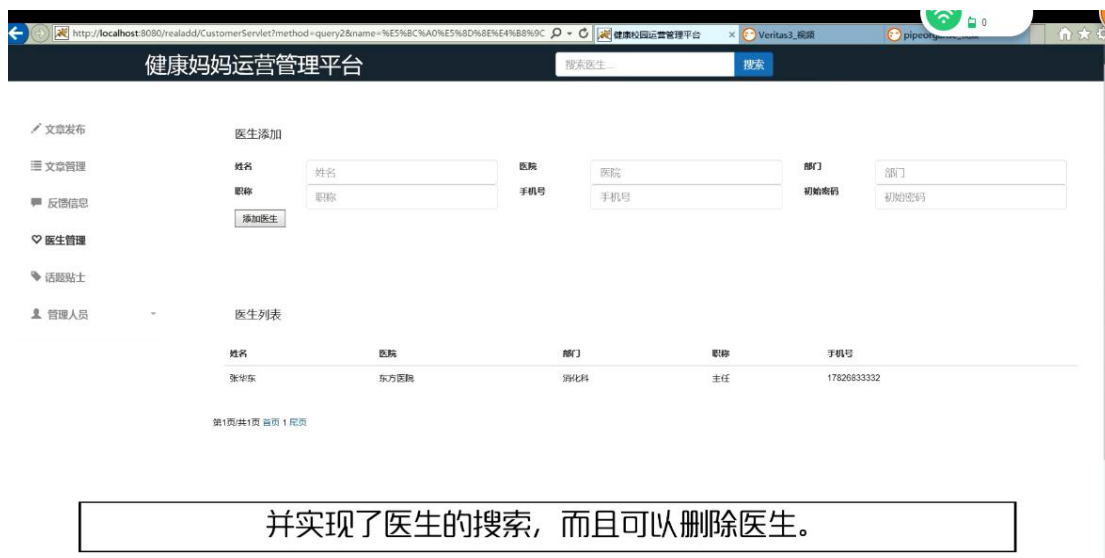 http://localhost:8080/realadd/CustomerServlet?method=query2&name=%E5%BC%A0%E5%8D%8E%E4%B8%9C
健康校园运营管理平台
Veritas3_视频
0
健康妈妈运营管理平台
搜索医生...
搜索
文章发布
文章管理
反馈信息
医生管理
话题贴士
管理人员
医生添加
姓名 姓名 医院 医院 部门 部门
职称 职称 手机号 手机号 初始密码 初始密码
添加医生
医生列表
姓名 医院 部门 职称 手机号
张华东 东方医院 消化科 主任 17826833332
第1页/共1页 首页 1 尾页
并实现了医生的搜索，而且可以删除医生。